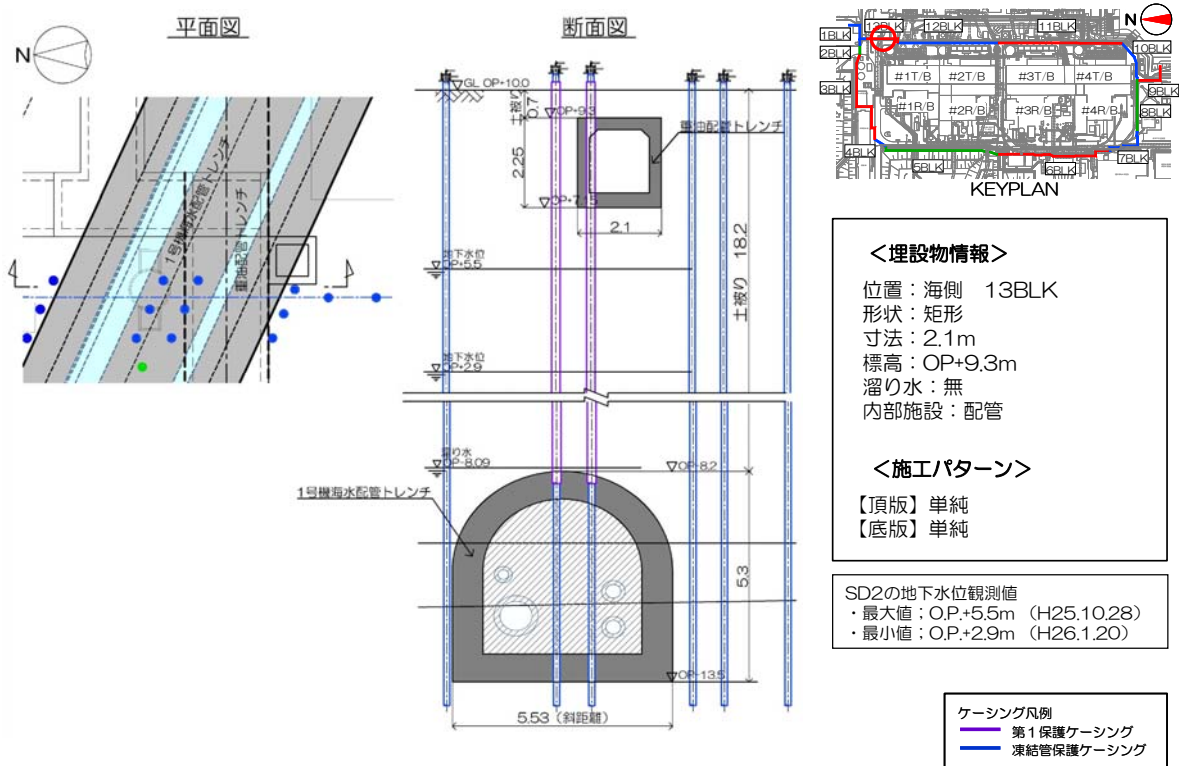 平面図
N
1号機海水配管トレンチ
重油配管トレンチ
断面図
GL OP+10.0
土被り
0.7
OP+9.3
重油配管トレンチ
2.25
OP+7.15
2.1
地下水位
OP+5.5
土被り 18.2
地下水位
OP+2.9
溜り水
OP-8.09
OP-8.2
1号機海水配管トレンチ
5.3
OP-13.5
5.53（斜距離）
N
1BLK
2BLK
3BLK
4BLK
5BLK
6BLK
7BLK
8BLK
9BLK
10BLK
11BLK
12BLK
#1T/B
#2T/B
#3T/B
#4T/B
#1R/B
#2R/B
#3R/B
#4R/B
KEYPLAN
＜埋設物情報＞
位置：海側 13BLK
形状：矩形
寸法：2.1m
標高：OP+9.3m
溜り水：無
内部施設：配管
＜施工パターン＞
【頂版】単純
【底版】単純
SD2の地下水位観測値
・最大値；O.P.+5.5m （H25.10.28）
・最小値；O.P.+2.9m （H26.1.20）
ケーシング凡例
第１保護ケーシング
凍結管保護ケーシング